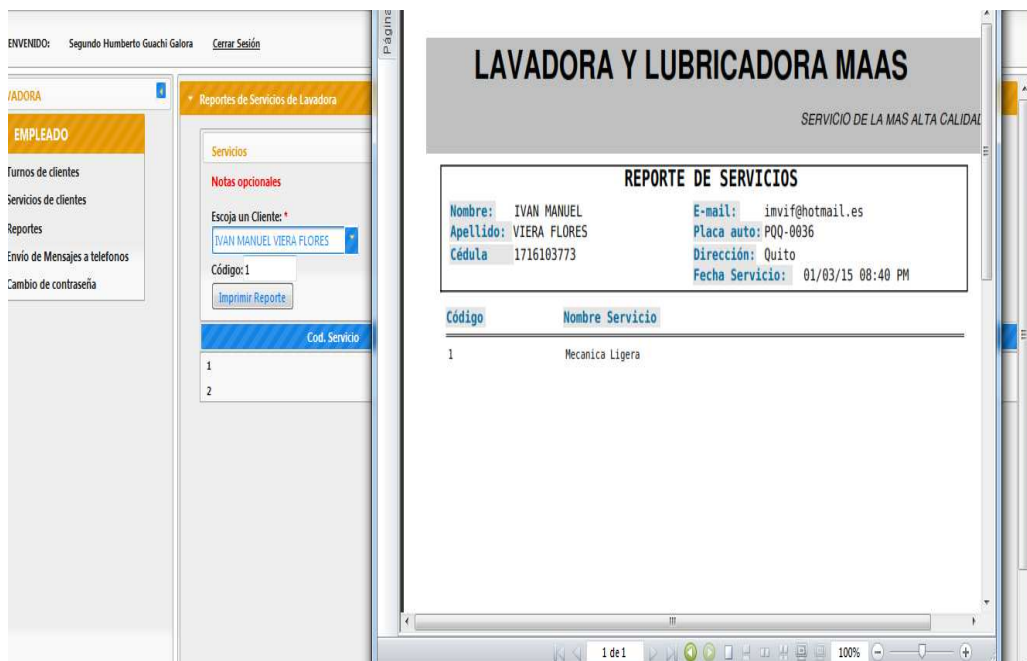 ENVENIDO: Segundo Humberto Guachi Galora Cerrar Sesión
VADORA
EMPLEADO
Turnos de clientes
Servicios de clientes
Reportes
Envio de Mensajes a telefonos
Cambio de contraseña
Reportes de Servicios de Lavadora
Servicios
Notas opcionales
Escoja un Cliente: *
IVAN MANUEL VIERA FLORES
Código: 1
Imprimir Reporte
Cod. Servicio
1
2
Página
LAVADORA Y LUBRICADORA MAAS
SERVICIO DE LA MAS ALTA CALIDAD
REPORTE DE SERVICIOS
Nombre: IVAN MANUEL E-mail: imvif@hotmail.es
Apellido: VIERA FLORES Placa auto: PQQ-0036
Cédula 1716103773 Dirección: Quito
Fecha Servicio: 01/03/15 08:40 PM
Código Nombre Servicio
1 Mecanica Ligera
1 de 1 100%